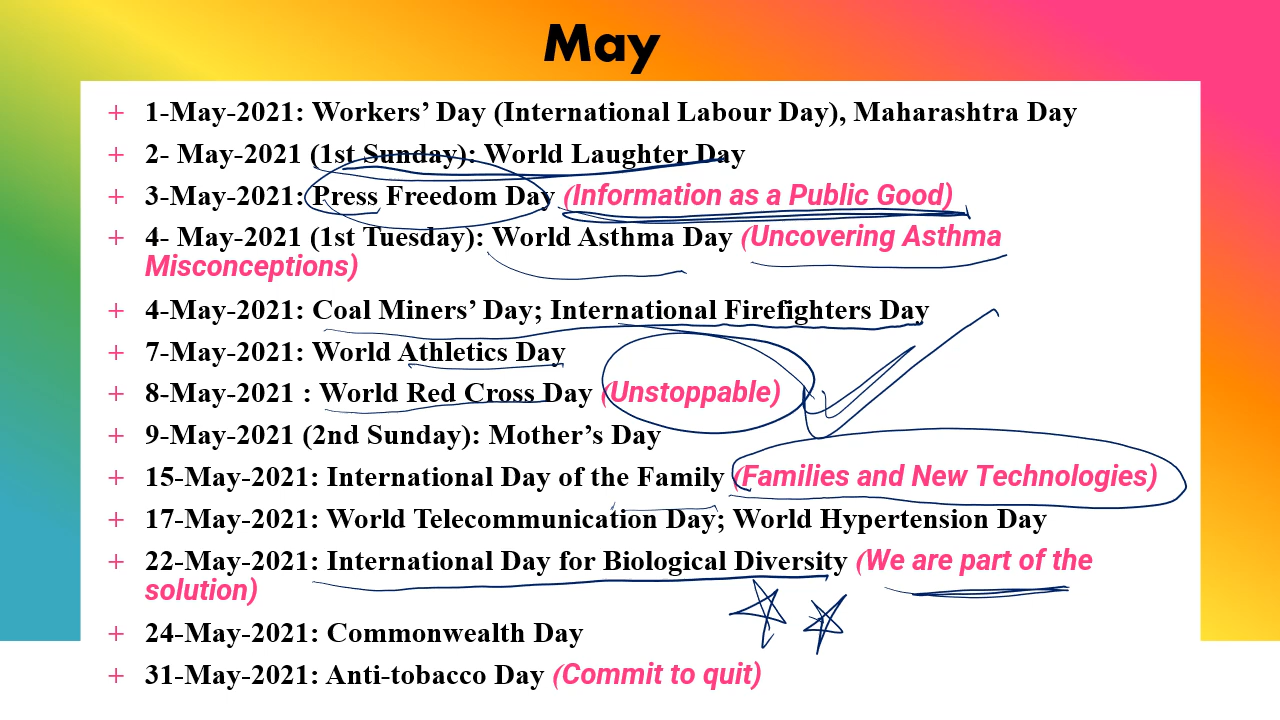 May
+ 1-May-2021: Workers’ Day (International Labour Day), Maharashtra Day
+ 2- May-2021 (1st Sunday): World Laughter Day
+ 3-May-2021: Press Freedom Day (Information as a Public Good)
+ 4- May-2021 (1st Tuesday): World Asthma Day (Uncovering Asthma
Misconceptions)
+ 4-May-2021: Coal Miners’ Day; International Firefighters Day
+ 7-May-2021: World Athletics Day
+ 8-May-2021 : World Red Cross Day (Unstoppable)
+ 9-May-2021 (2nd Sunday): Mother’s Day
+ 15-May-2021: International Day of the Family (Families and New Technologies)
+ 17-May-2021: World Telecommunication Day; World Hypertension Day
+ 22-May-2021: International Day for Biological Diversity (We are part of the
solution)
+ 24-May-2021: Commonwealth Day
+ 31-May-2021: Anti-tobacco Day (Commit to quit)